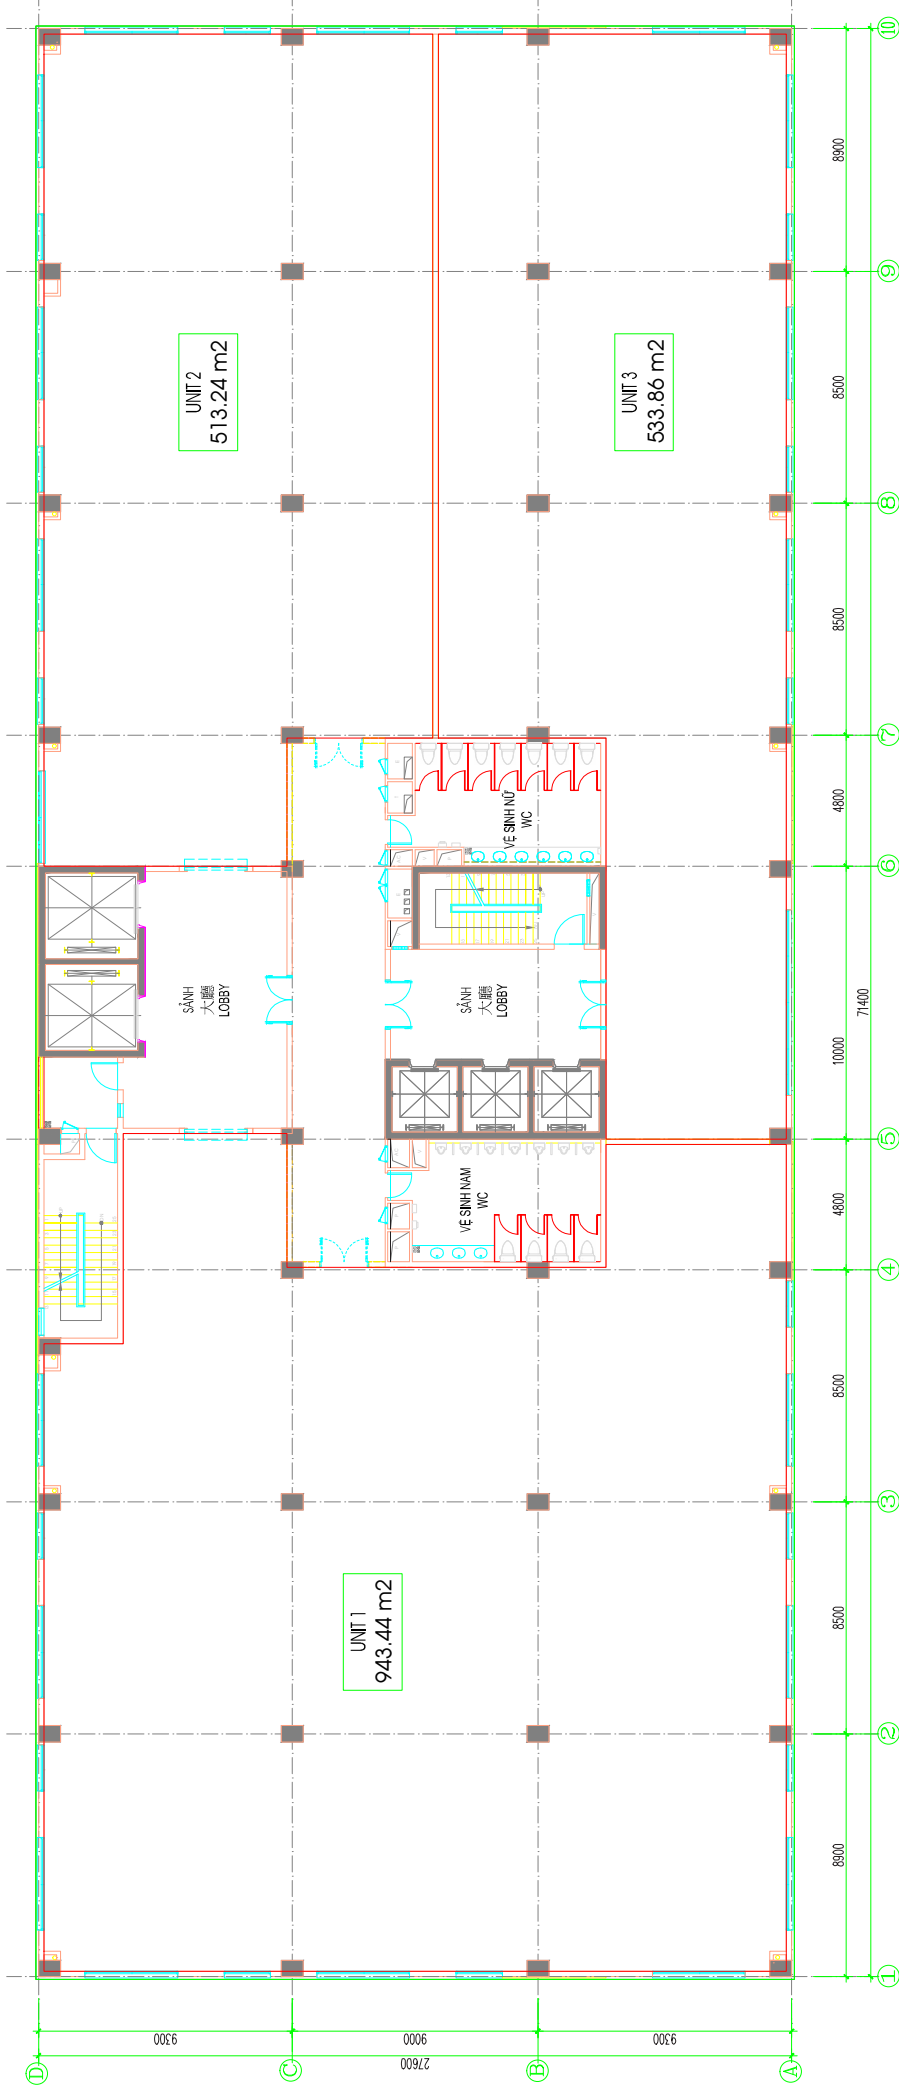 10
8900
9
UNIT 2
513.24 m2
UNIT 3
533.86 m2
8500
8
8500
7
4800
VỆ SINH NỮ
WC
6
SẢNH
大廳
LOBBY
SẢNH
大廳
LOBBY
10000
71400
5
VỆ SINH NAM
WC
4800
4
8500
3
UNIT 1
943.44 m2
8500
2
8900
1
9300
9000
9300
27600
D
C
B
A